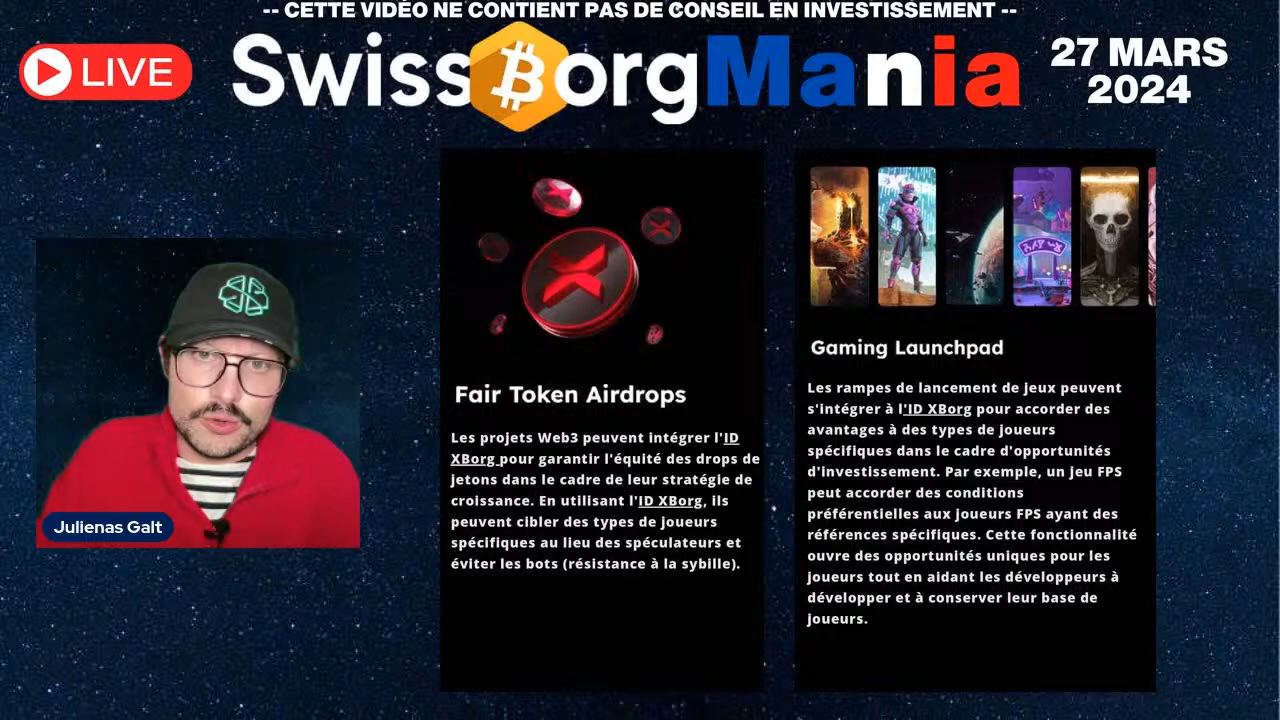 -- CETTE VIDÉO NE CONTIENT PAS DE CONSEIL EN INVESTISSEMENT --
LIVE
SwissBorgMania
27 MARS
2024
Fair Token Airdrops
Les projets Web3 peuvent intégrer l'ID
XBorg pour garantir l'équité des drops de
jetons dans le cadre de leur stratégie de
croissance. En utilisant l'ID XBorg, ils
peuvent cibler des types de joueurs
spécifiques au lieu des spéculateurs et
éviter les bots (résistance à la sybille).
Gaming Launchpad
Les rampes de lancement de jeux peuvent
s'intégrer à l'ID XBorg pour accorder des
avantages à des types de joueurs
spécifiques dans le cadre d'opportunités
d'investissement. Par exemple, un jeu FPS
peut accorder des conditions
préférentielles aux joueurs FPS ayant des
références spécifiques. Cette fonctionnalité
ouvre des opportunités uniques pour les
joueurs tout en aidant les développeurs à
développer et à conserver leur base de
joueurs.
Julienas Galt